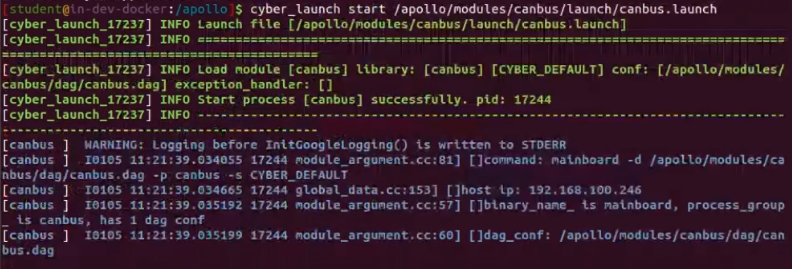 [student@in-dev-docker:/apollo]$ cyber_launch start /apollo/modules/canbus/launch/canbus.launch
[cyber_launch_17237] INFO Launch file [/apollo/modules/canbus/launch/canbus.launch]
[cyber_launch_17237] INFO ==============================================================================
==========================================
[cyber_launch_17237] INFO Load module [canbus] library: [canbus] [CYBER_DEFAULT] conf: [/apollo/modules/
canbus/dag/canbus.dag] exception_handler: []
[cyber_launch_17237] INFO Start process [canbus] successfully. pid: 17244
[cyber_launch_17237] INFO ------------------------------------------------------------------------------
------------------------------------------
[canbus ]  WARNING: Logging before InitGoogleLogging() is written to STDERR
[canbus ]  I0105 11:21:39.034055 17244 module_argument.cc:81] []command: mainboard -d /apollo/modules/ca
nbus/dag/canbus.dag -p canbus -s CYBER_DEFAULT
[canbus ]  I0105 11:21:39.034665 17244 global_data.cc:153] []host ip: 192.168.100.246
[canbus ]  I0105 11:21:39.035192 17244 module_argument.cc:57] []binary_name_ is mainboard, process_group
_ is canbus, has 1 dag conf
[canbus ]  I0105 11:21:39.035199 17244 module_argument.cc:60] []dag_conf: /apollo/modules/canbus/dag/can
bus.dag